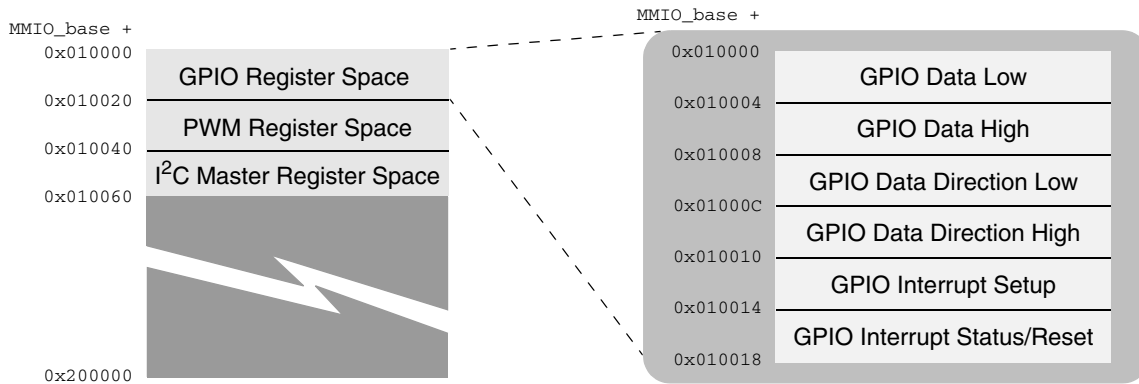 MMIO_base +
0x010000
GPIO Register Space
0x010020
PWM Register Space
0x010040
I²C Master Register Space
0x010060
0x200000
MMIO_base +
0x010000
GPIO Data Low
0x010004
GPIO Data High
0x010008
GPIO Data Direction Low
0x01000C
GPIO Data Direction High
0x010010
GPIO Interrupt Setup
0x010014
GPIO Interrupt Status/Reset
0x010018